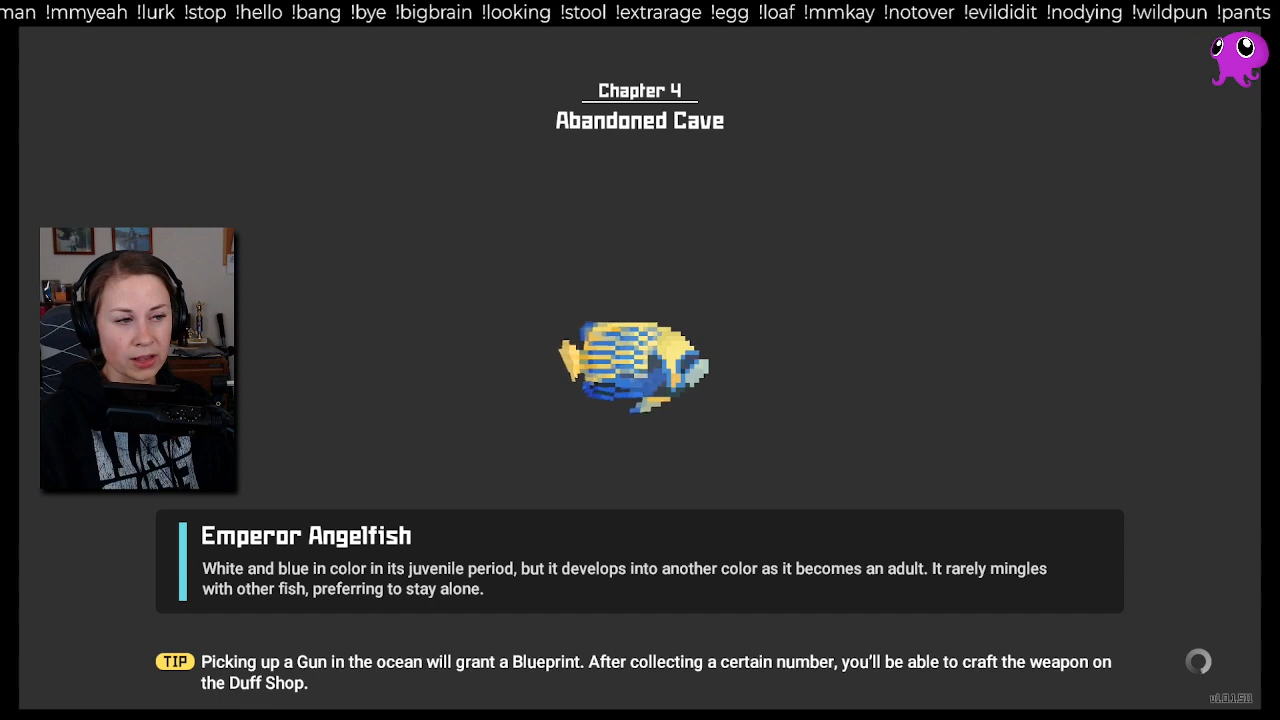 man !mmyeah !lurk !stop !hello !bang !bye !bigbrain !looking !stool !extrarage !egg !loaf !mmkay !notover !evildidit !nodying !wildpun !pants
Chapter 4
Abandoned Cave
Emperor Angelfish
White and blue in color in its juvenile period, but it develops into another color as it becomes an adult. It rarely mingles
with other fish, preferring to stay alone.
TIP Picking up a Gun in the ocean will grant a Blueprint. After collecting a certain number, you'll be able to craft the weapon on
the Duff Shop.
v1.0.1.511